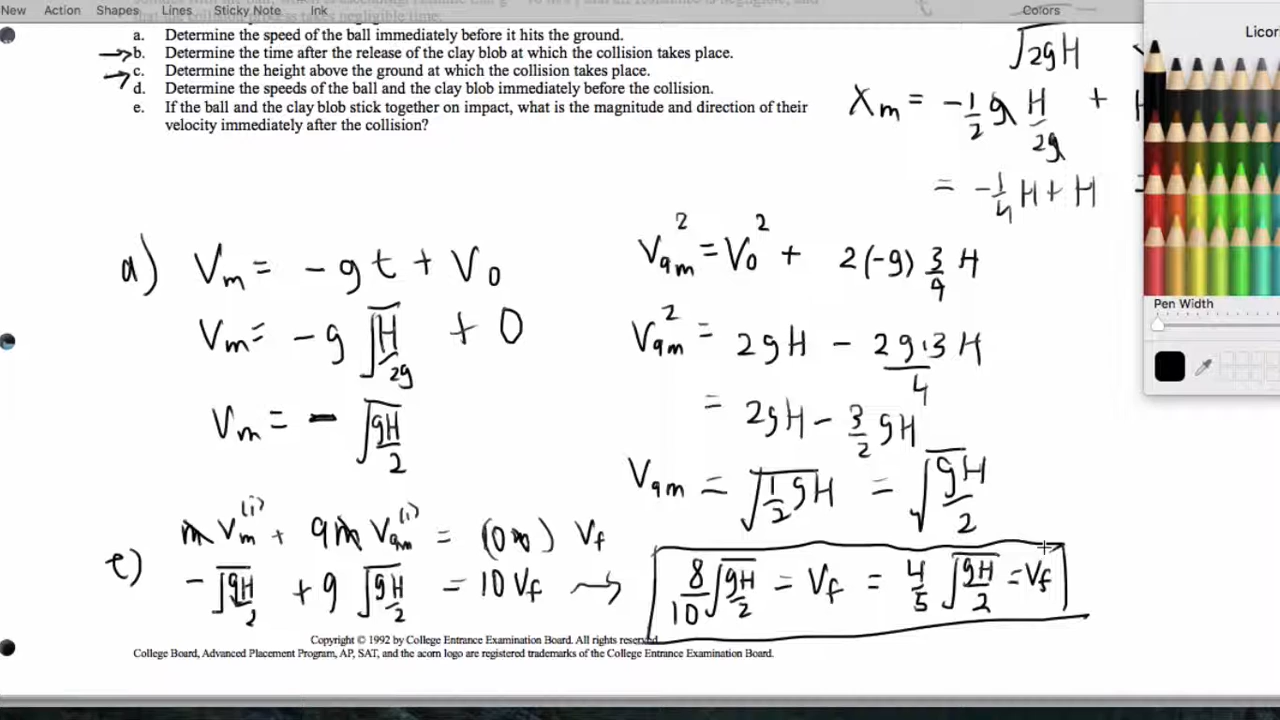 New Action Shapes Lines Sticky Note Ink Colors
Licor
a. Determine the speed of the ball immediately before it hits the ground.
b. Determine the time after the release of the clay blob at which the collision takes place.
c. Determine the height above the ground at which the collision takes place.
d. Determine the speeds of the ball and the clay blob immediately before the collision.
e. If the ball and the clay blob stick together on impact, what is the magnitude and direction of their
velocity immediately after the collision?
√2gH
Xm = -1/2 g H/2g + H
= -1/4 H + H =
Pen Width
a) Vm = -gt + V0
Vm = -g √H/2g + 0
Vm = - √gH/2
V9m² = V0² + 2(-g) 3/4 H
V9m² = 2gH - 2g·3H/4
= 2gH - 3/2 gH
V9m = √1/2 gH = √gH/2
e) mVm(i) + 9mV9m(i) = (10m) Vf
-√gH/2 + 9√gH/2 = 10Vf → 8/10 √gH/2 = Vf = 4/5 √gH/2 = Vf
Copyright © 1992 by College Entrance Examination Board. All rights reserved.
College Board, Advanced Placement Program, AP, SAT, and the acorn logo are registered trademarks of the College Entrance Examination Board.